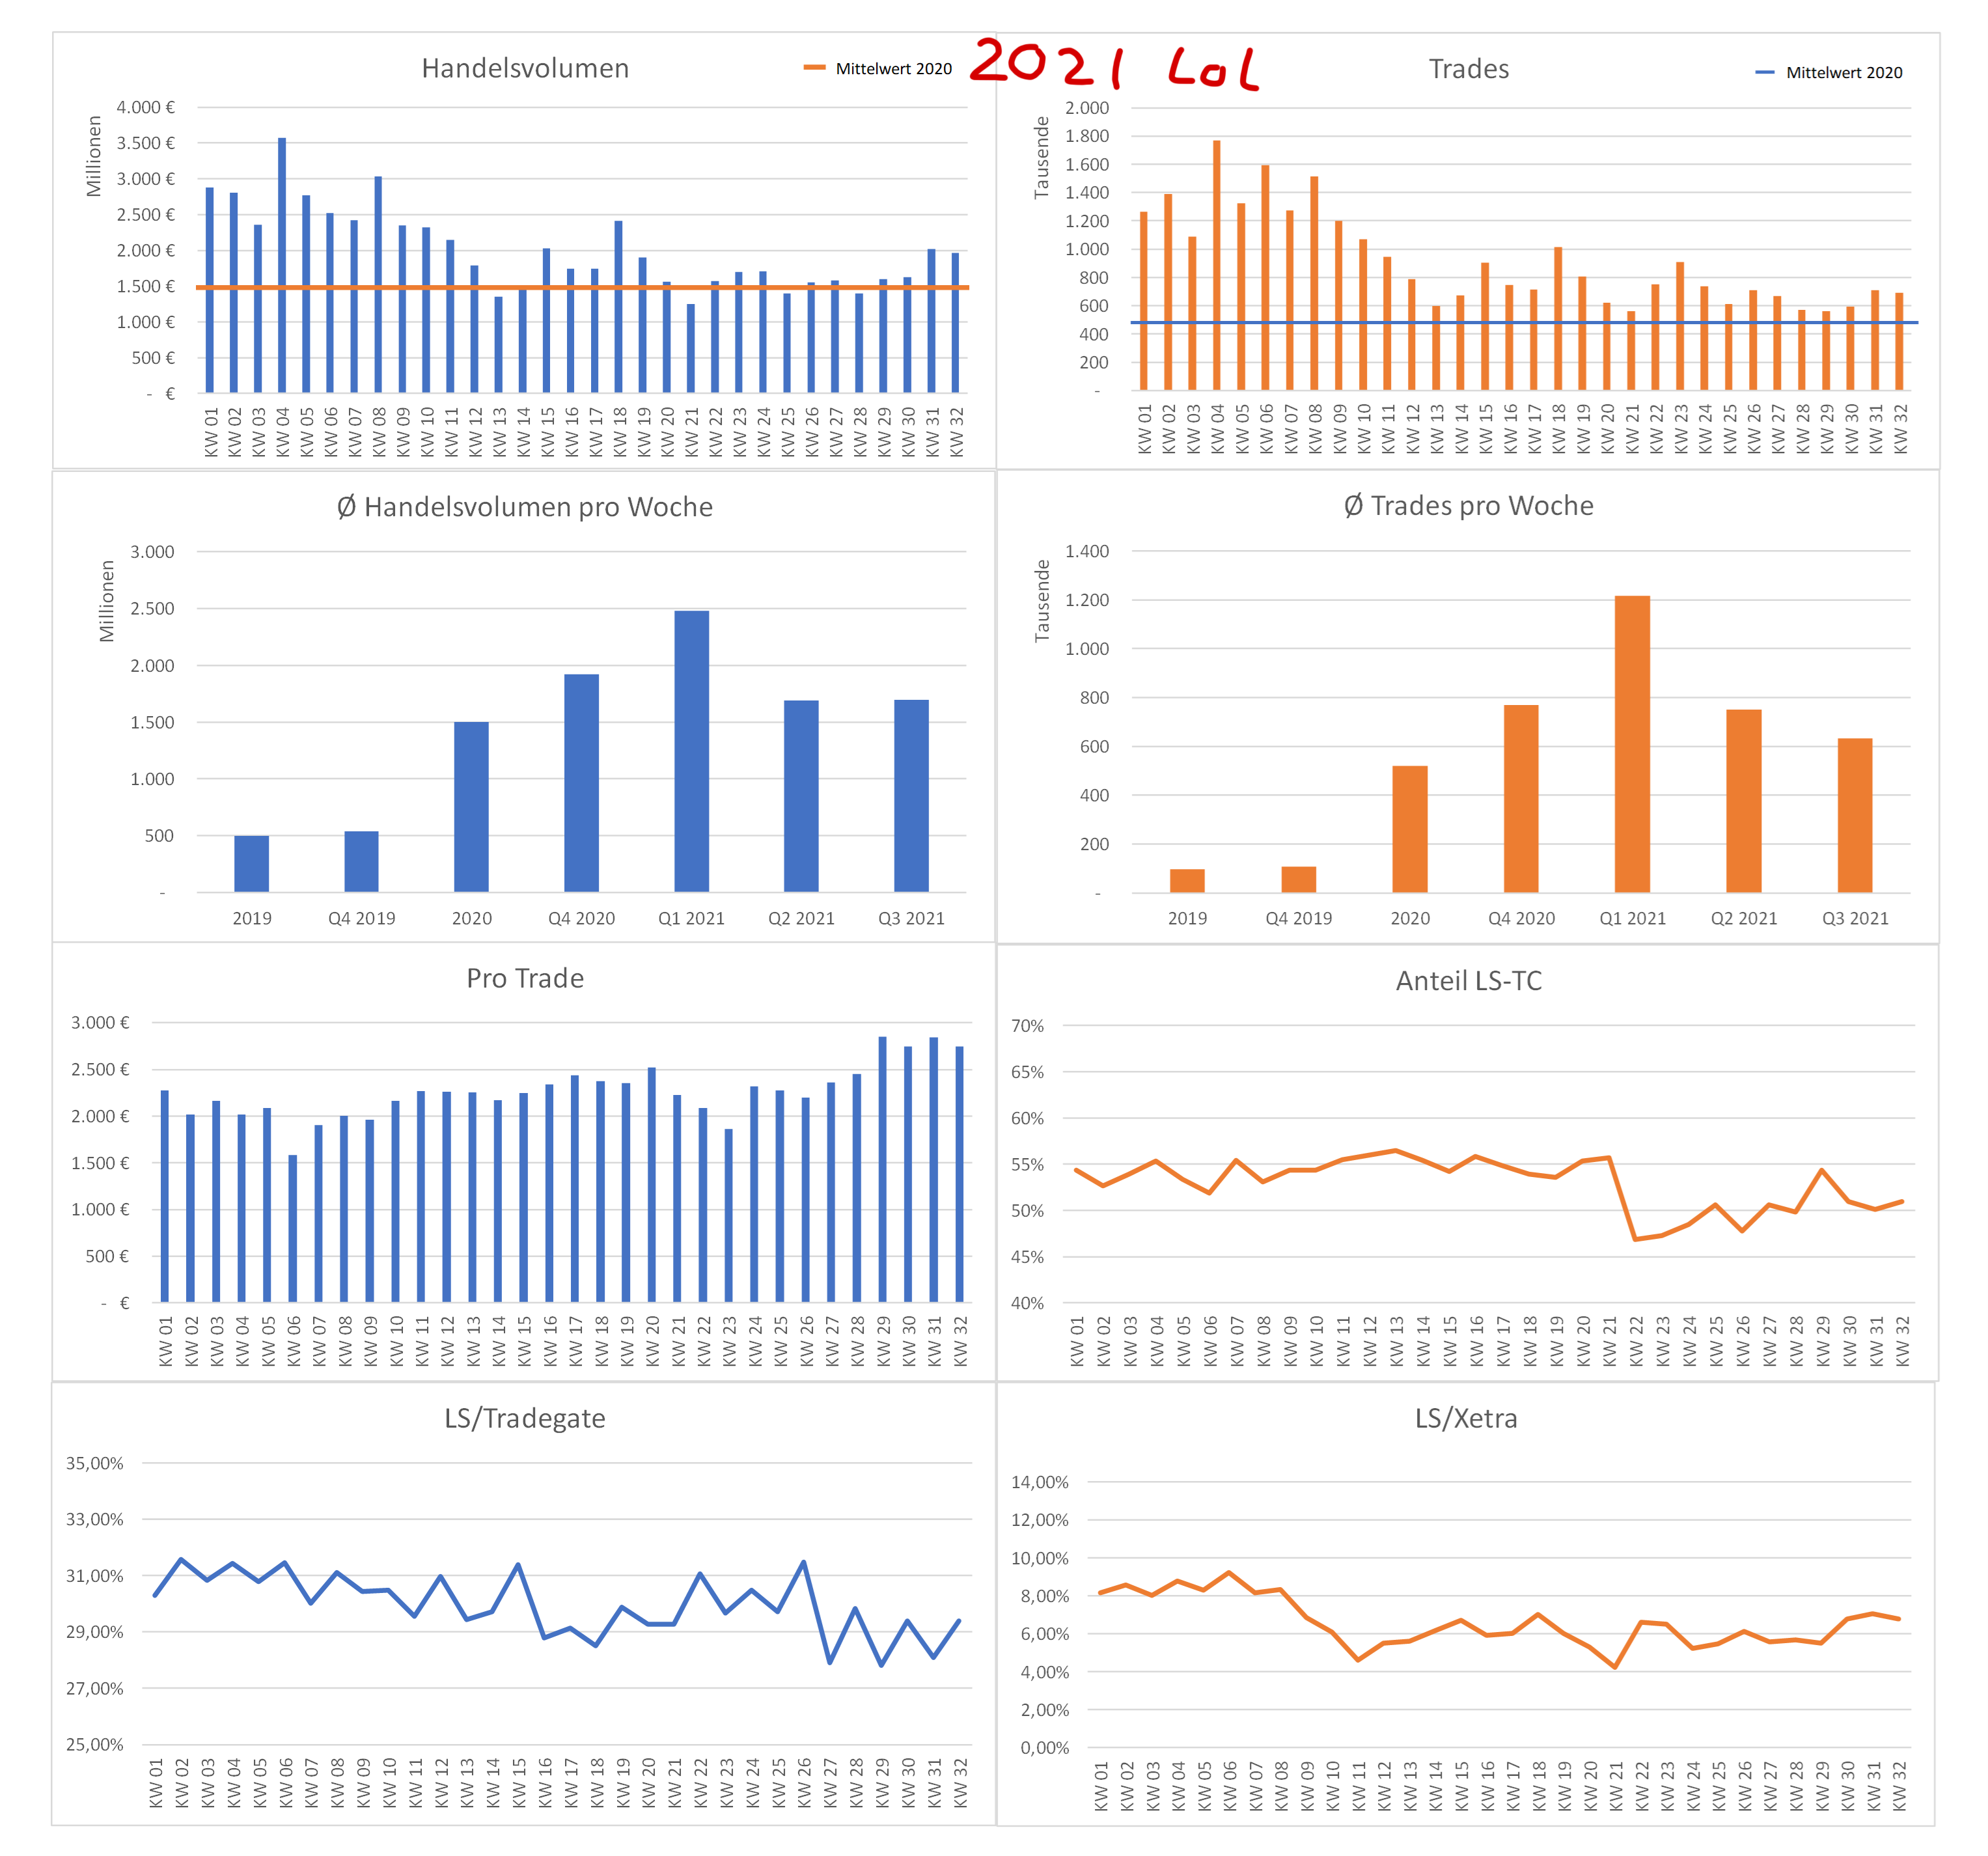 2021 LoL
Handelsvolumen
Mittelwert 2020
Millionen
4.000 €
3.500 €
3.000 €
2.500 €
2.000 €
1.500 €
1.000 €
500 €
- €
KW 01 KW 02 KW 03 KW 04 KW 05 KW 06 KW 07 KW 08 KW 09 KW 10 KW 11 KW 12 KW 13 KW 14 KW 15 KW 16 KW 17 KW 18 KW 19 KW 20 KW 21 KW 22 KW 23 KW 24 KW 25 KW 26 KW 27 KW 28 KW 29 KW 30 KW 31 KW 32
Trades
Mittelwert 2020
Tausende
2.000
1.800
1.600
1.400
1.200
1.000
800
600
400
200
-
KW 01 KW 02 KW 03 KW 04 KW 05 KW 06 KW 07 KW 08 KW 09 KW 10 KW 11 KW 12 KW 13 KW 14 KW 15 KW 16 KW 17 KW 18 KW 19 KW 20 KW 21 KW 22 KW 23 KW 24 KW 25 KW 26 KW 27 KW 28 KW 29 KW 30 KW 31 KW 32
Ø Handelsvolumen pro Woche
Millionen
3.000
2.500
2.000
1.500
1.000
500
-
2019 Q4 2019 2020 Q4 2020 Q1 2021 Q2 2021 Q3 2021
Ø Trades pro Woche
Tausende
1.400
1.200
1.000
800
600
400
200
-
2019 Q4 2019 2020 Q4 2020 Q1 2021 Q2 2021 Q3 2021
Pro Trade
3.000 €
2.500 €
2.000 €
1.500 €
1.000 €
500 €
- €
KW 01 KW 02 KW 03 KW 04 KW 05 KW 06 KW 07 KW 08 KW 09 KW 10 KW 11 KW 12 KW 13 KW 14 KW 15 KW 16 KW 17 KW 18 KW 19 KW 20 KW 21 KW 22 KW 23 KW 24 KW 25 KW 26 KW 27 KW 28 KW 29 KW 30 KW 31 KW 32
Anteil LS-TC
70%
65%
60%
55%
50%
45%
40%
KW 01 KW 02 KW 03 KW 04 KW 05 KW 06 KW 07 KW 08 KW 09 KW 10 KW 11 KW 12 KW 13 KW 14 KW 15 KW 16 KW 17 KW 18 KW 19 KW 20 KW 21 KW 22 KW 23 KW 24 KW 25 KW 26 KW 27 KW 28 KW 29 KW 30 KW 31 KW 32
LS/Tradegate
35,00%
33,00%
31,00%
29,00%
27,00%
25,00%
KW 01 KW 02 KW 03 KW 04 KW 05 KW 06 KW 07 KW 08 KW 09 KW 10 KW 11 KW 12 KW 13 KW 14 KW 15 KW 16 KW 17 KW 18 KW 19 KW 20 KW 21 KW 22 KW 23 KW 24 KW 25 KW 26 KW 27 KW 28 KW 29 KW 30 KW 31 KW 32
LS/Xetra
14,00%
12,00%
10,00%
8,00%
6,00%
4,00%
2,00%
0,00%
KW 01 KW 02 KW 03 KW 04 KW 05 KW 06 KW 07 KW 08 KW 09 KW 10 KW 11 KW 12 KW 13 KW 14 KW 15 KW 16 KW 17 KW 18 KW 19 KW 20 KW 21 KW 22 KW 23 KW 24 KW 25 KW 26 KW 27 KW 28 KW 29 KW 30 KW 31 KW 32